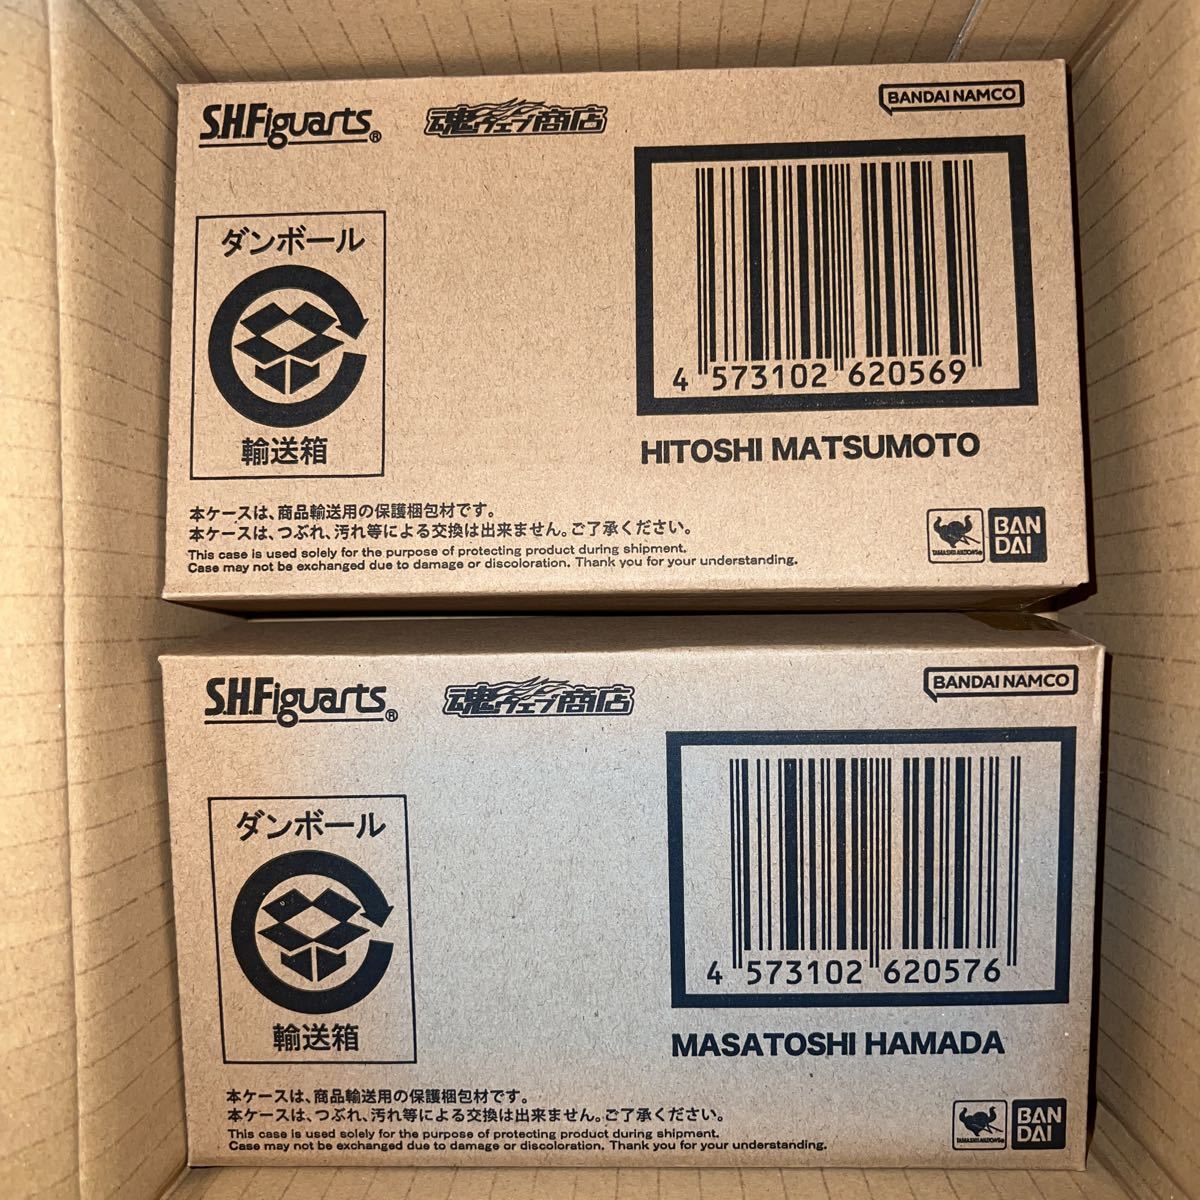 S.H.Figuarts®
魂ウェブ商店
BANDAI NAMCO
ダンボール
輸送箱
4 573102 620569
HITOSHI MATSUMOTO
本ケースは、商品輸送用の保護梱包材です。
本ケースは、つぶれ、汚れ等による交換は出来ません。ご了承ください。
This case is used solely for the purpose of protecting product during shipment.
Case may not be exchanged due to damage or discoloration. Thank you for your understanding.
TAMASHII NATIONS
BAN
DAI
S.H.Figuarts®
魂ウェブ商店
BANDAI NAMCO
ダンボール
輸送箱
4 573102 620576
MASATOSHI HAMADA
本ケースは、商品輸送用の保護梱包材です。
本ケースは、つぶれ、汚れ等による交換は出来ません。ご了承ください。
This case is used solely for the purpose of protecting product during shipment.
Case may not be exchanged due to damage or discoloration. Thank you for your understanding.
TAMASHII NATIONS
BAN
DAI